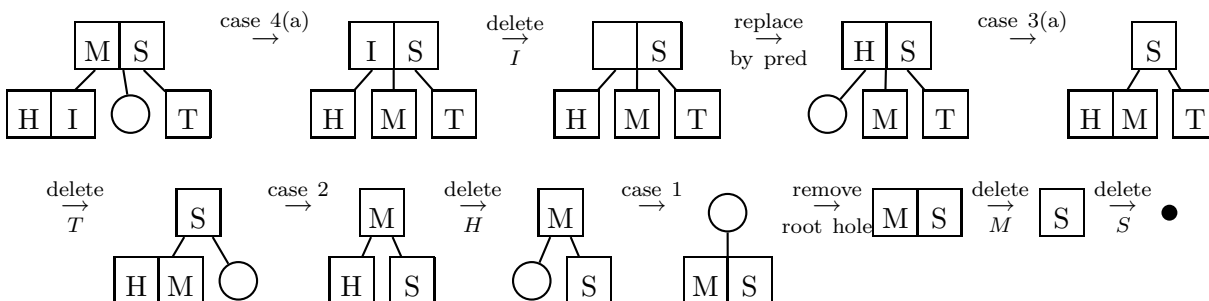 case 4(a) delete replace case 3(a)
M S → I S → S → H S → S
I by pred
H I T H M T H M T M T H M T
delete case 2 delete case 1 remove delete delete
→ S → M → M → → M S → S → •
T H root hole M S
H M H S S M S